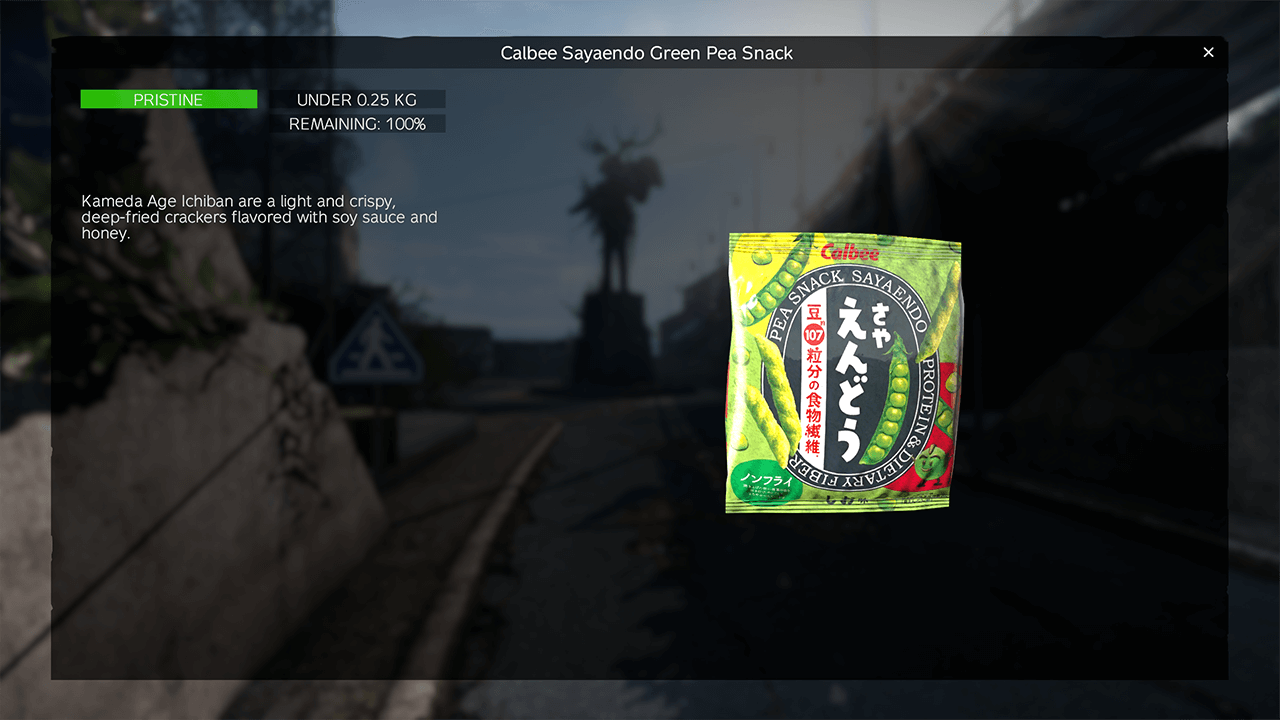 Calbee Sayaendo Green Pea Snack
PRISTINE
UNDER 0.25 KG
REMAINING: 100%
Kameda Age Ichiban are a light and crispy,
deep-fried crackers flavored with soy sauce and
honey.
Calbee
PEA SNACK SAYAENDO
PROTEIN & DIETARY FIBER
さや
えんどう
豆約107粒分の食物繊維
ノンフライ